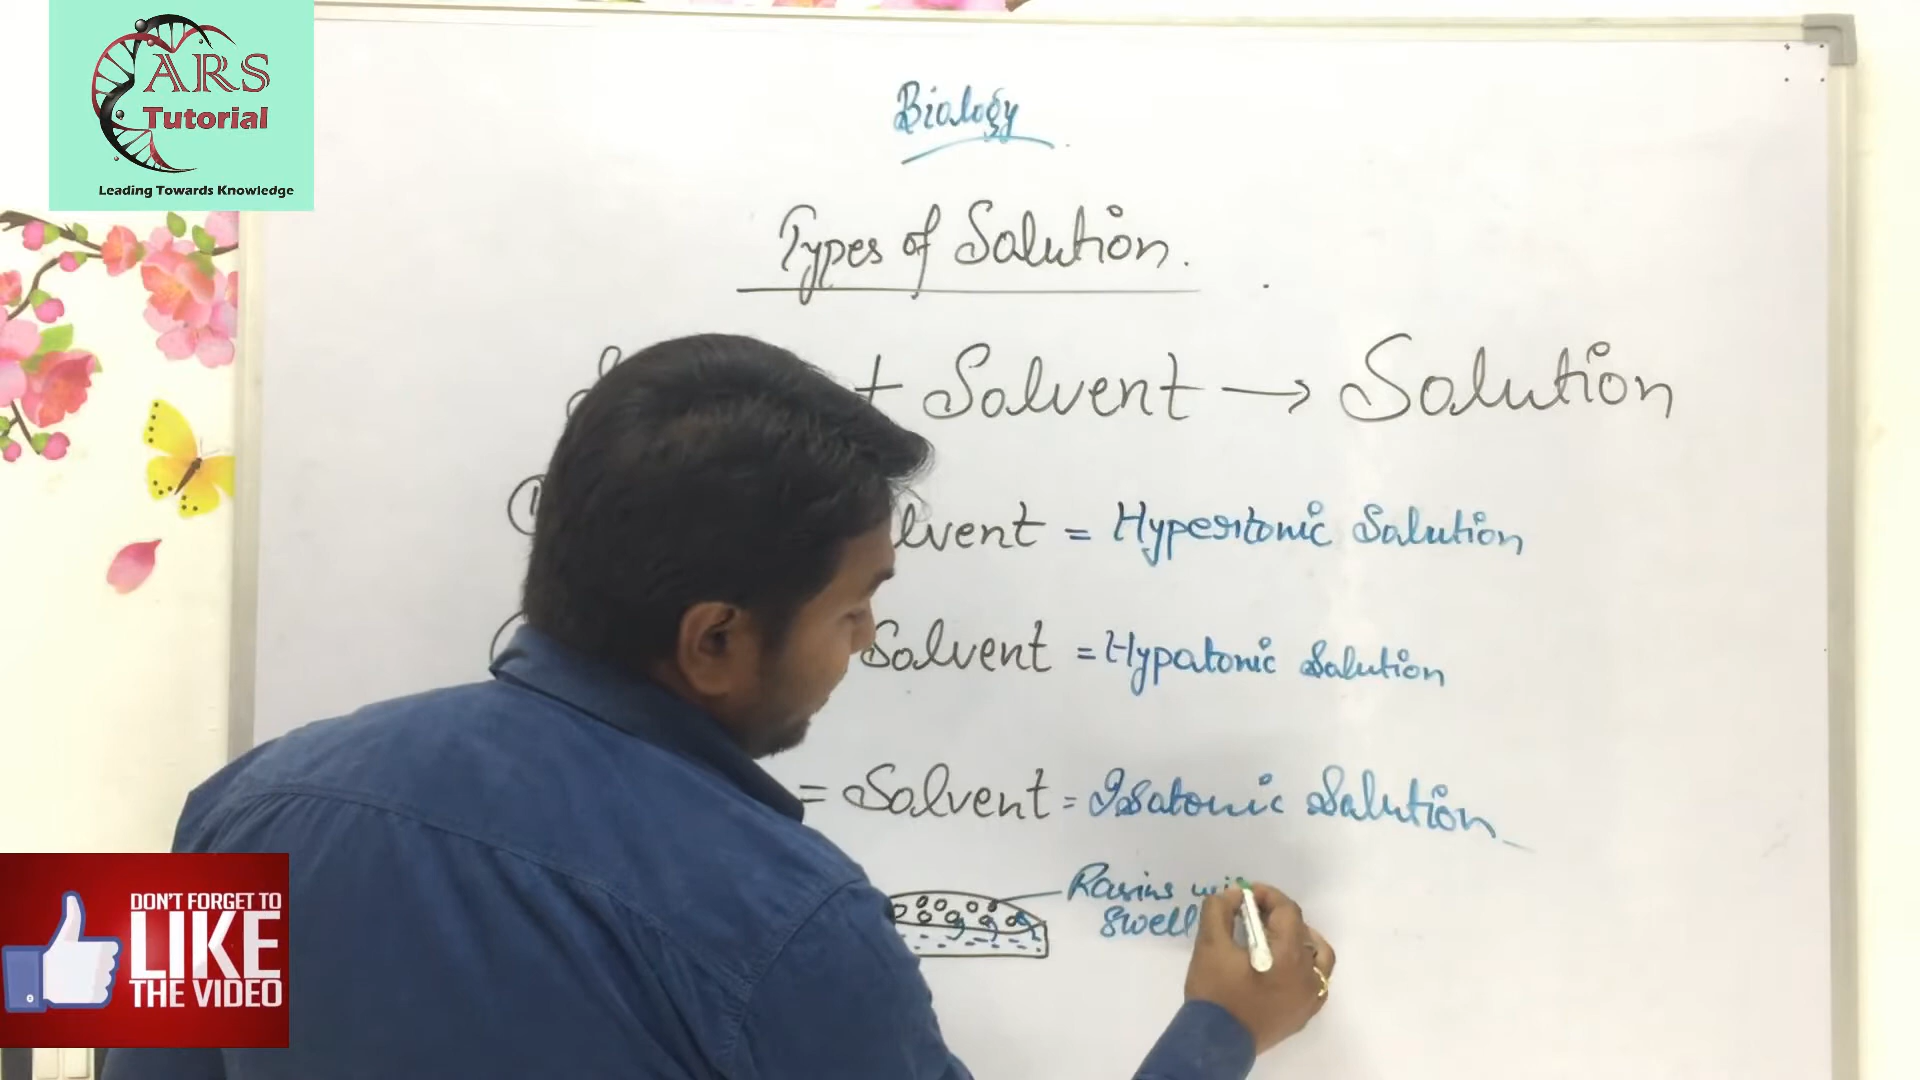 ARS
Tutorial
Leading Towards Knowledge
Biology
Types of Solution.
+ Solvent → Solution
lvent = Hypertonic Solution
Solvent = Hypotonic Solution
= Solvent = Isotonic Solution
Rasins
Swell
DON'T FORGET TO
LIKE
THE VIDEO